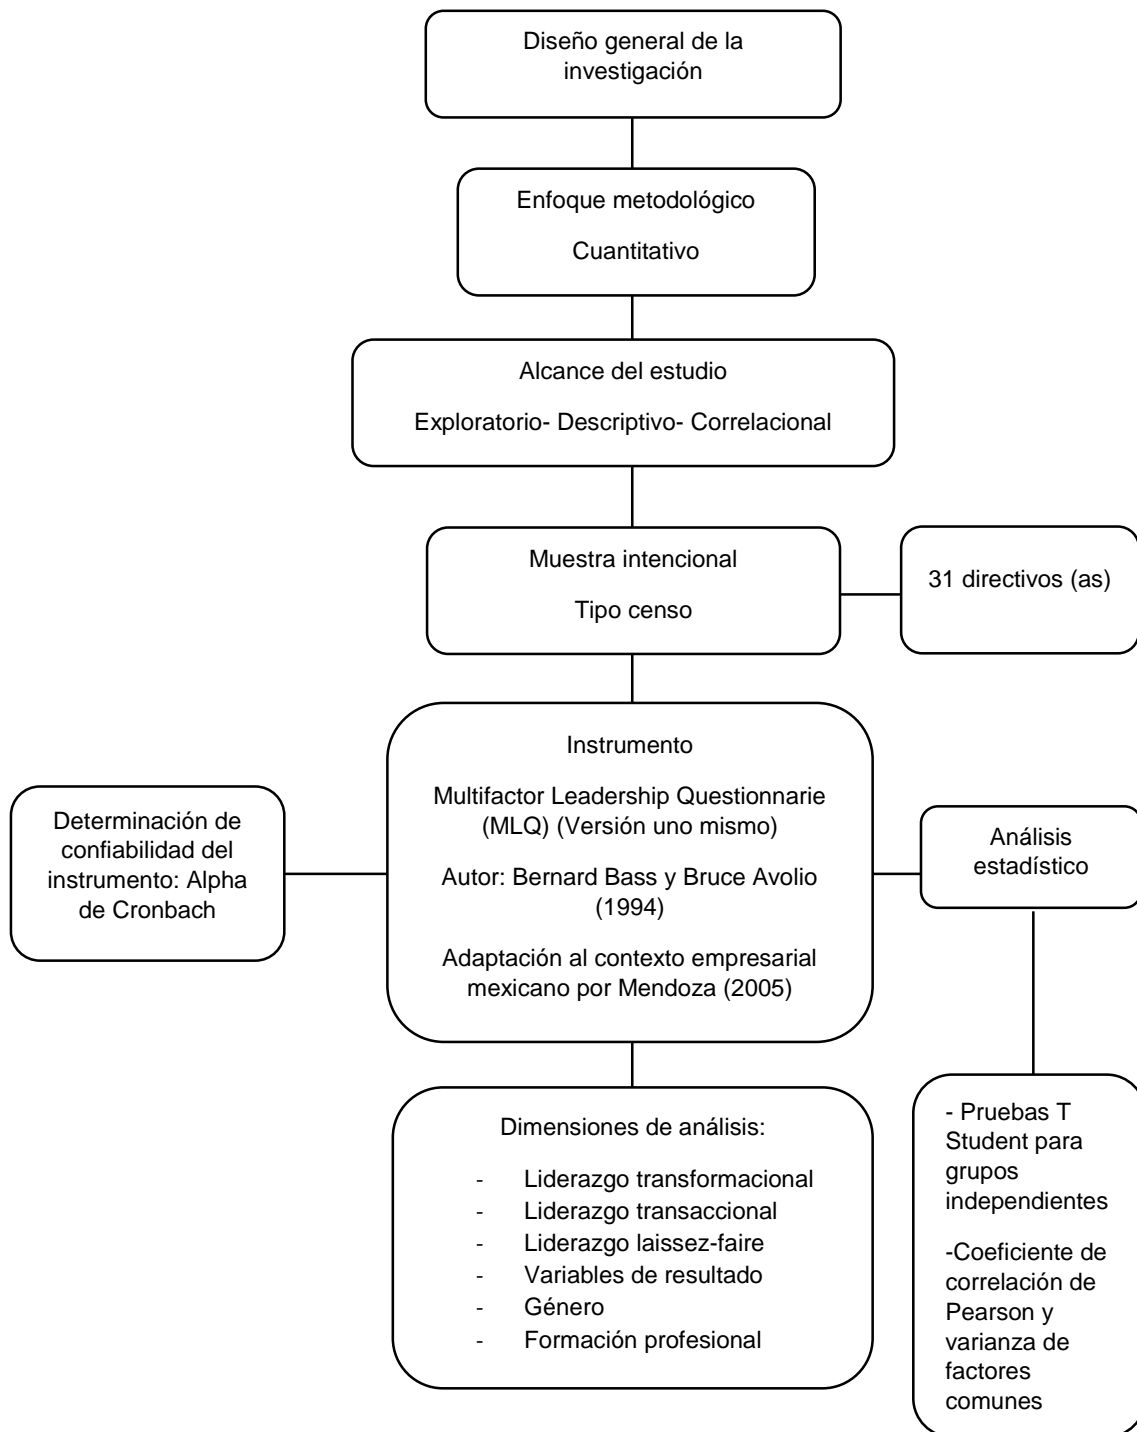 Diseño general de la
investigación
Enfoque metodológico
Cuantitativo
Alcance del estudio
Exploratorio- Descriptivo- Correlacional
Muestra intencional
Tipo censo
31 directivos (as)
Instrumento
Multifactor Leadership Questionnarie
(MLQ) (Versión uno mismo)
Autor: Bernard Bass y Bruce Avolio
(1994)
Adaptación al contexto empresarial
mexicano por Mendoza (2005)
Determinación de
confiabilidad del
instrumento: Alpha
de Cronbach
Análisis
estadístico
Dimensiones de análisis:
- Liderazgo transformacional
- Liderazgo transaccional
- Liderazgo laissez-faire
- Variables de resultado
- Género
- Formación profesional
- Pruebas T
Student para
grupos
independientes
-Coeficiente de
correlación de
Pearson y
varianza de
factores
comunes